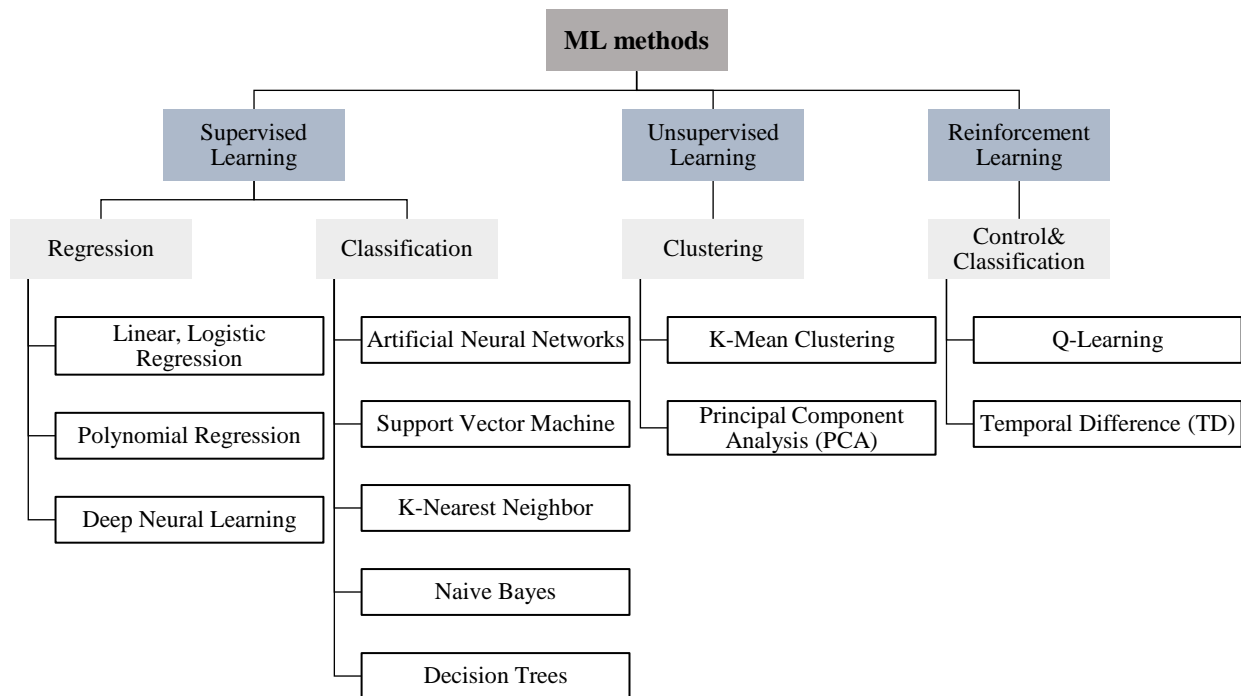 ML methods
Supervised
Learning
Unsupervised
Learning
Reinforcement
Learning
Regression
Classification
Clustering
Control&
Classification
Linear, Logistic
Regression
Polynomial Regression
Deep Neural Learning
Artificial Neural Networks
Support Vector Machine
K-Nearest Neighbor
Naive Bayes
Decision Trees
K-Mean Clustering
Principal Component
Analysis (PCA)
Q-Learning
Temporal Difference (TD)